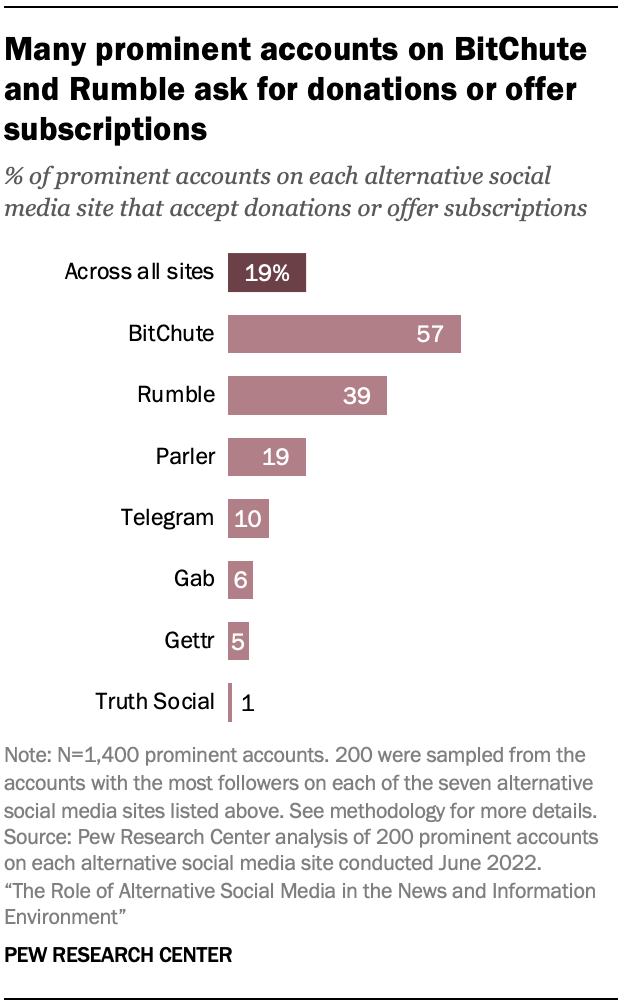 Many prominent accounts on BitChute
and Rumble ask for donations or offer
subscriptions
% of prominent accounts on each alternative social
media site that accept donations or offer subscriptions
Across all sites 19%
BitChute 57
Rumble 39
Parler 19
Telegram 10
Gab 6
Gettr 5
Truth Social 1
Note: N=1,400 prominent accounts. 200 were sampled from the
accounts with the most followers on each of the seven alternative
social media sites listed above. See methodology for more details.
Source: Pew Research Center analysis of 200 prominent accounts
on each alternative social media site conducted June 2022.
“The Role of Alternative Social Media in the News and Information
Environment”
PEW RESEARCH CENTER